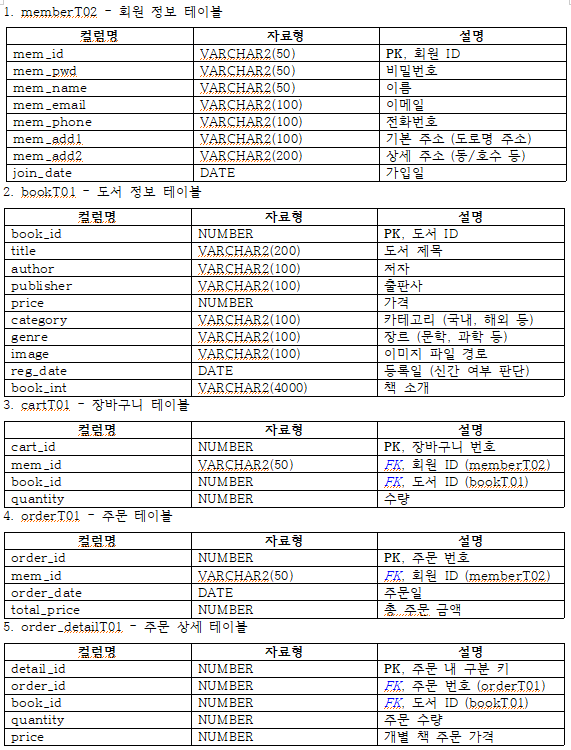 1. memberT02 - 회원 정보 테이블
컬럼명 자료형 설명
mem_id VARCHAR2(50) PK, 회원 ID
mem_pwd VARCHAR2(50) 비밀번호
mem_name VARCHAR2(50) 이름
mem_email VARCHAR2(100) 이메일
mem_phone VARCHAR2(100) 전화번호
mem_add1 VARCHAR2(100) 기본 주소 (도로명 주소)
mem_add2 VARCHAR2(200) 상세 주소 (동/호수 등)
join_date DATE 가입일
2. bookT01 - 도서 정보 테이블
컬럼명 자료형 설명
book_id NUMBER PK, 도서 ID
title VARCHAR2(200) 도서 제목
author VARCHAR2(100) 저자
publisher VARCHAR2(100) 출판사
price NUMBER 가격
category VARCHAR2(100) 카테고리 (국내, 해외 등)
genre VARCHAR2(100) 장르 (문학, 과학 등)
image VARCHAR2(100) 이미지 파일 경로
reg_date DATE 등록일 (신간 여부 판단)
book_int VARCHAR2(4000) 책 소개
3. cartT01 - 장바구니 테이블
컬럼명 자료형 설명
cart_id NUMBER PK, 장바구니 번호
mem_id VARCHAR2(50) FK, 회원 ID (memberT02)
book_id NUMBER FK, 도서 ID (bookT01)
quantity NUMBER 수량
4. orderT01 - 주문 테이블
컬럼명 자료형 설명
order_id NUMBER PK, 주문 번호
mem_id VARCHAR2(50) FK, 회원 ID (memberT02)
order_date DATE 주문일
total_price NUMBER 총 주문 금액
5. order_detailT01 - 주문 상세 테이블
컬럼명 자료형 설명
detail_id NUMBER PK, 주문 내 구분 키
order_id NUMBER FK, 주문 번호 (orderT01)
book_id NUMBER FK, 도서 ID (bookT01)
quantity NUMBER 주문 수량
price NUMBER 개별 책 주문 가격